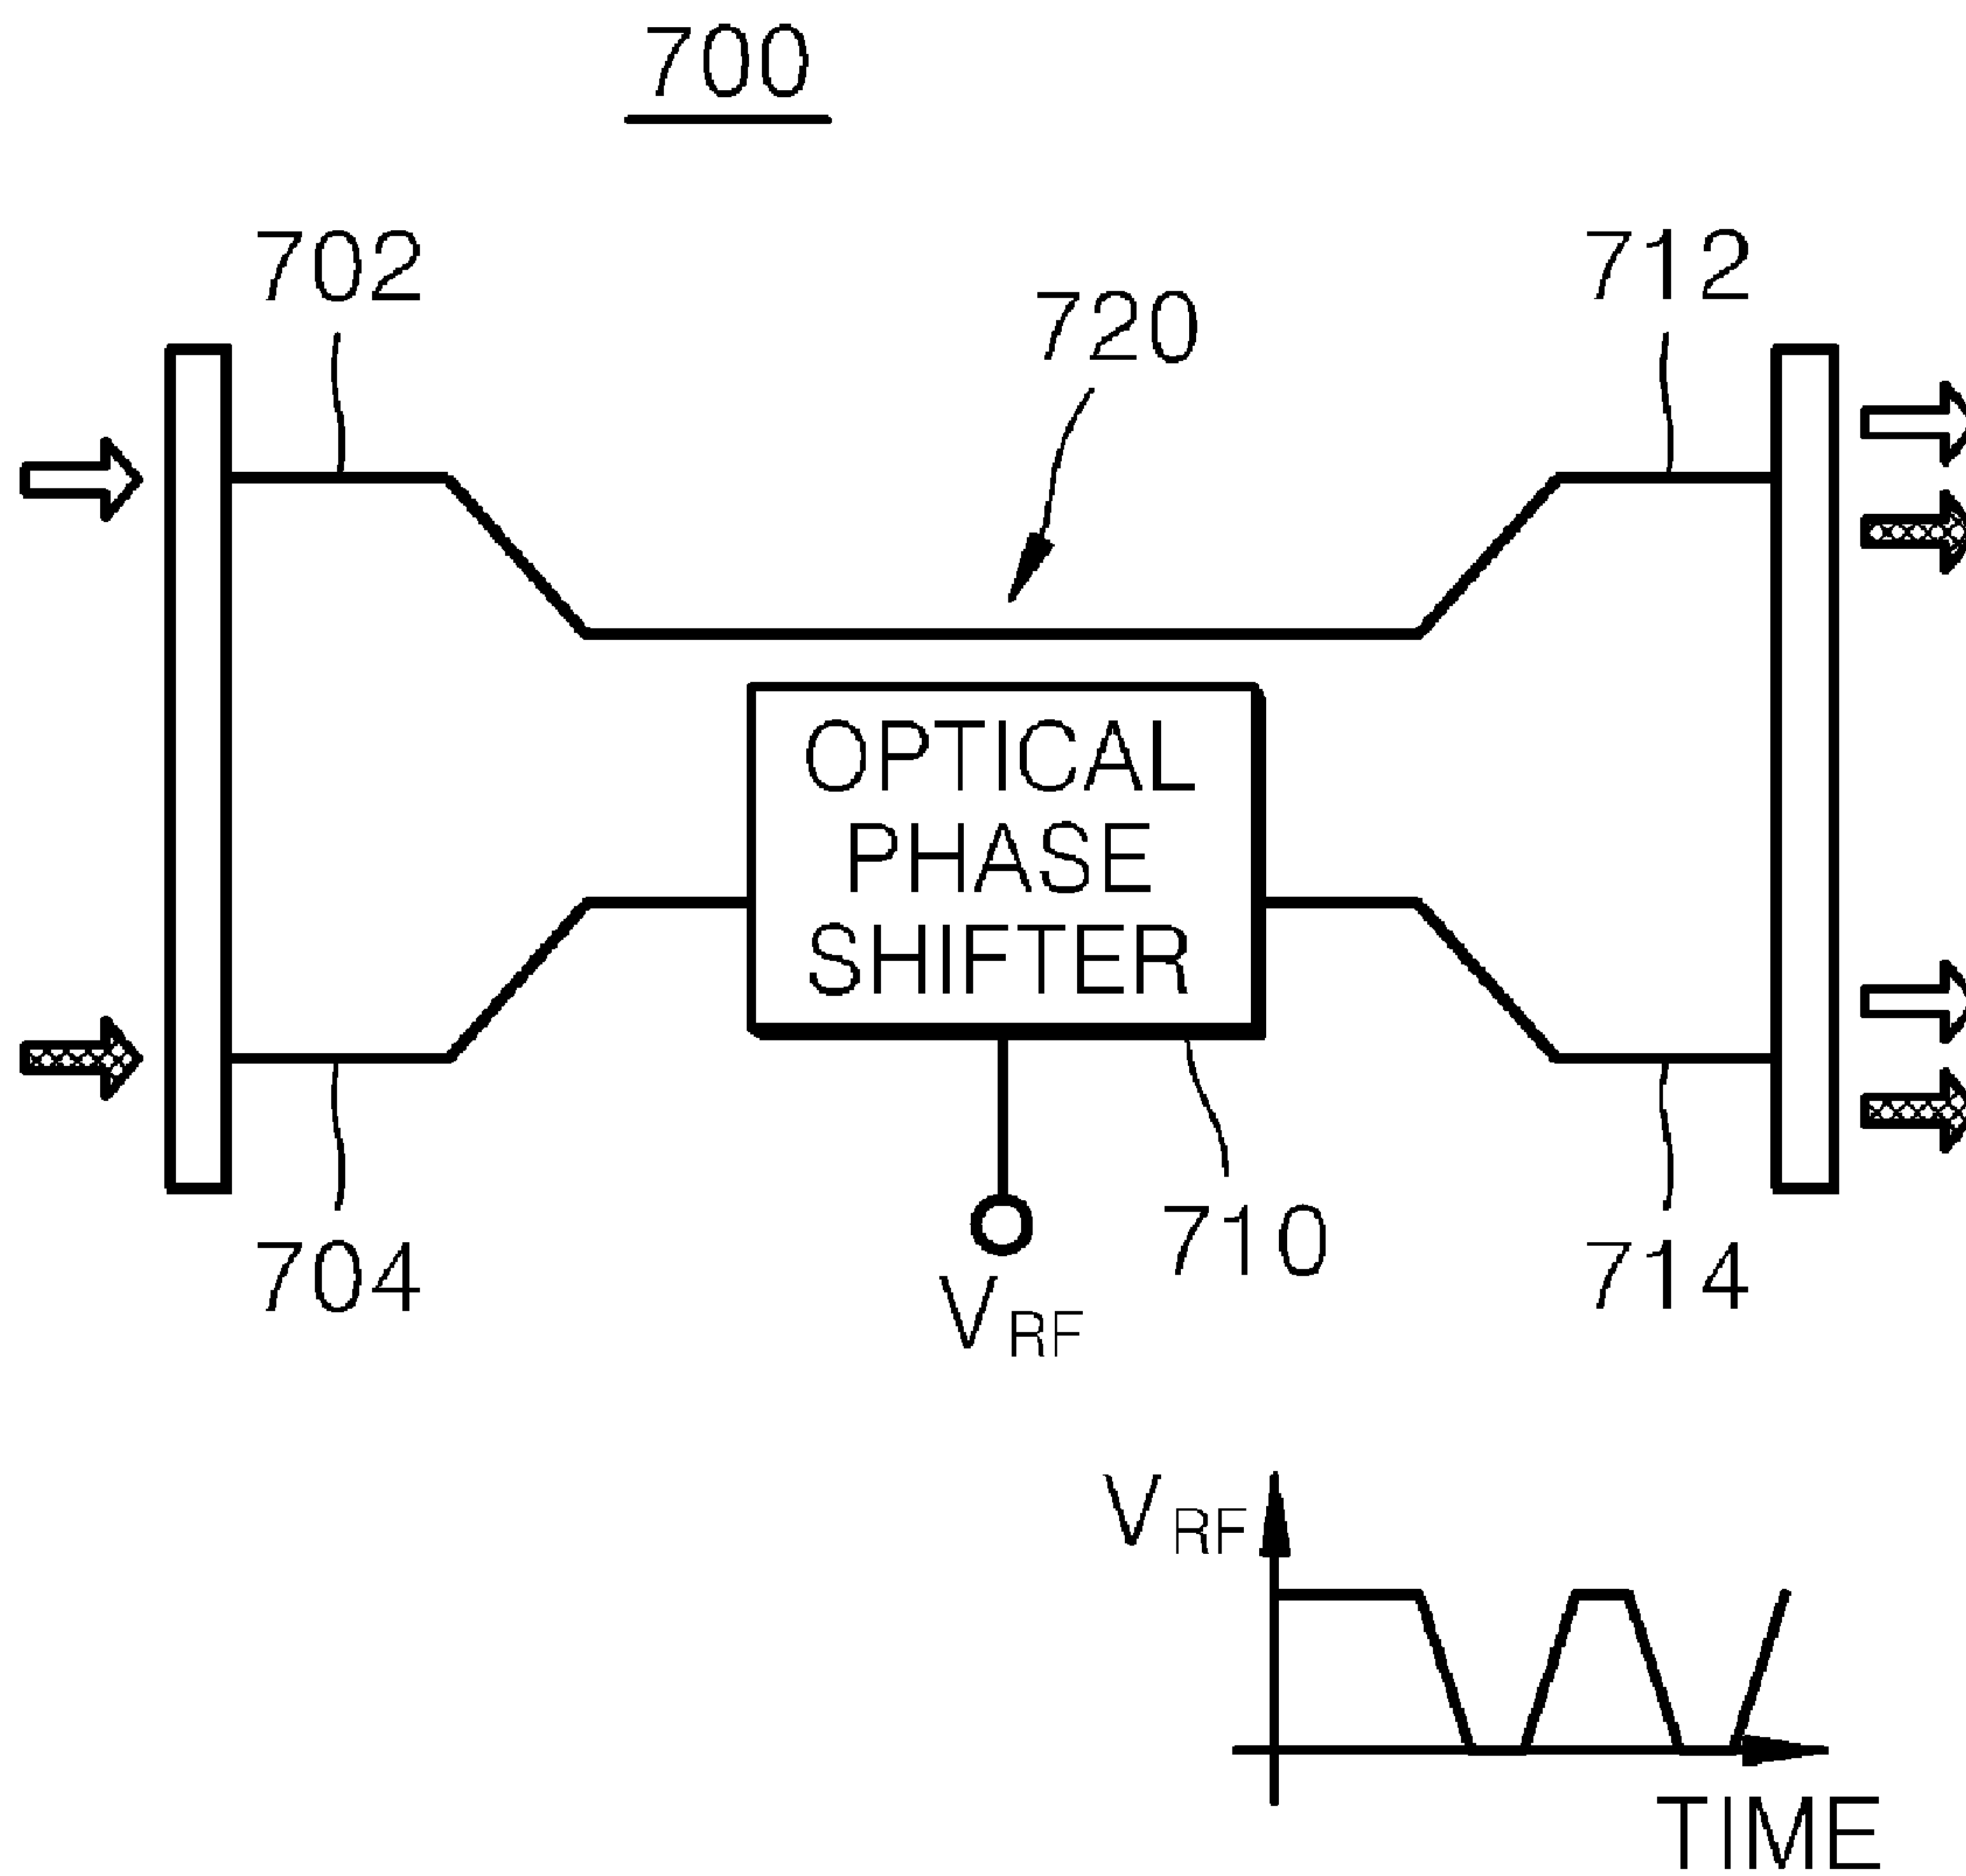 700
702
712
720
OPTICAL
PHASE
SHIFTER
704
710
714
VRF
VRF
TIME